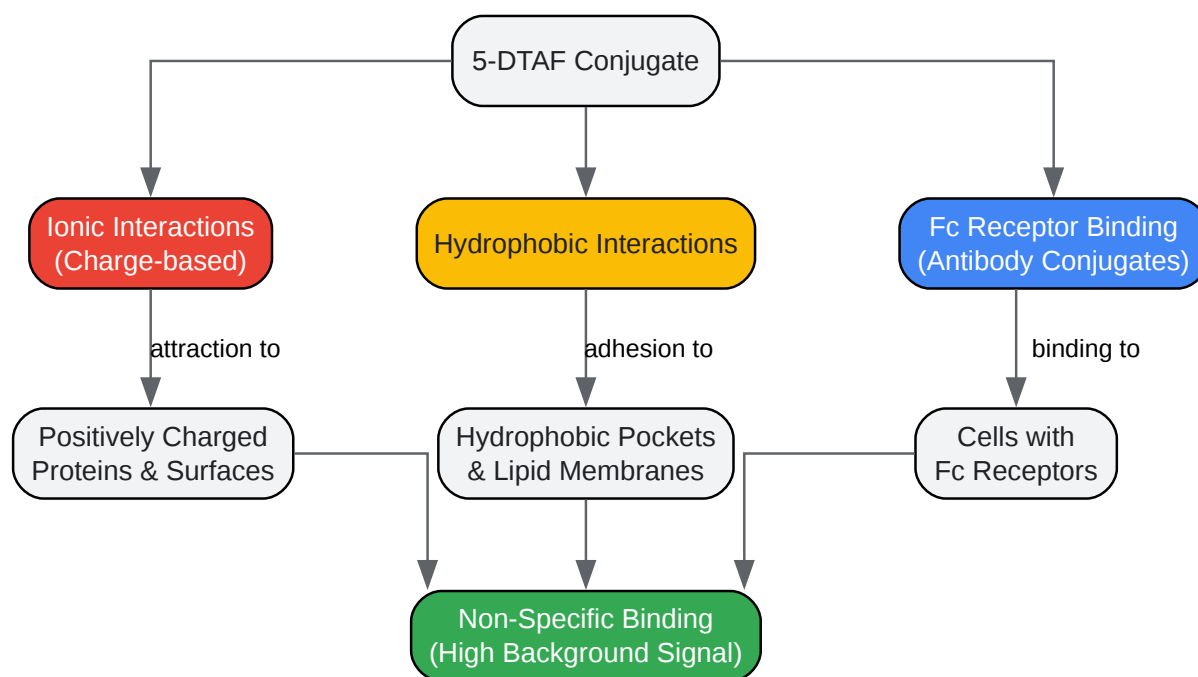 5-DTAF Conjugate
Ionic Interactions
(Charge-based)
Hydrophobic Interactions
Fc Receptor Binding
(Antibody Conjugates)
attraction to
adhesion to
binding to
Positively Charged
Proteins & Surfaces
Hydrophobic Pockets
& Lipid Membranes
Cells with
Fc Receptors
Non-Specific Binding
(High Background Signal)